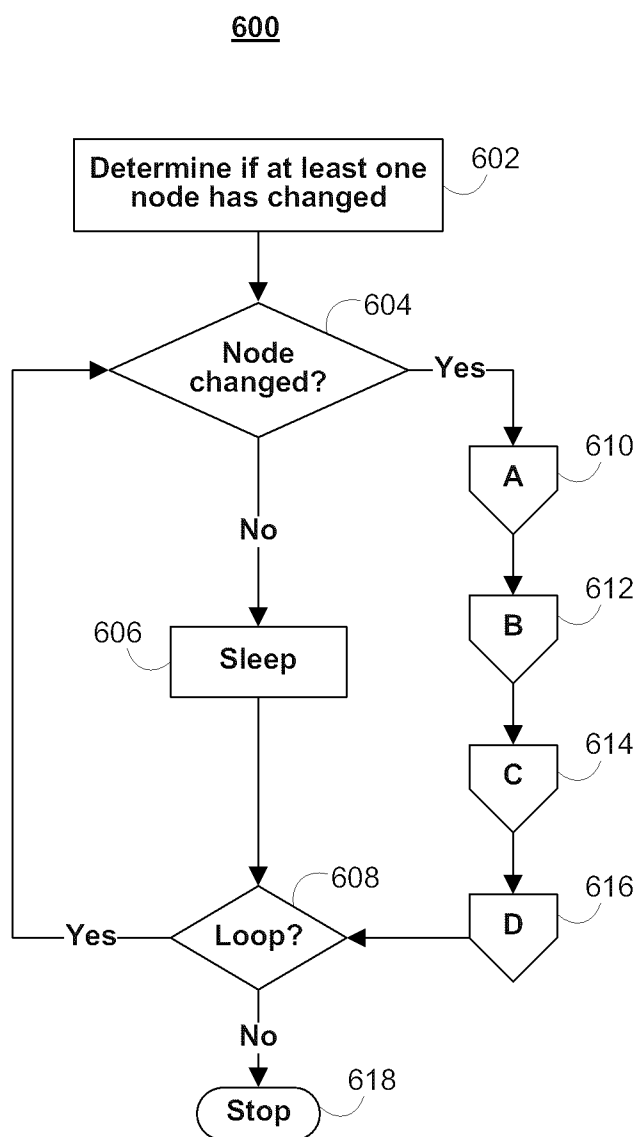 600
Determine if at least one
node has changed
602
604
Node
changed?
Yes
610
A
No
612
B
606
Sleep
614
C
608
616
D
Yes
Loop?
No
618
Stop